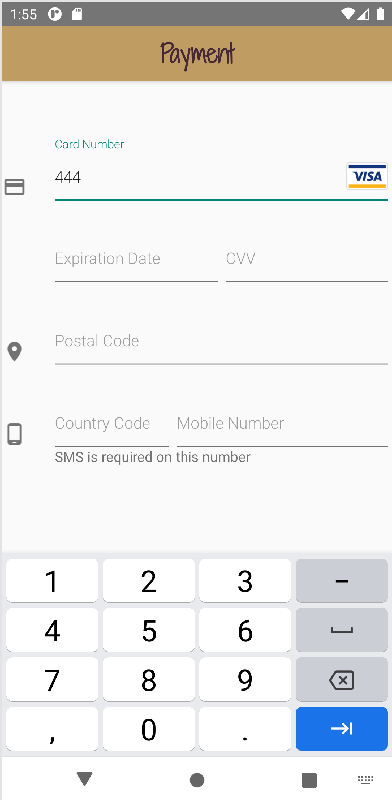 1:55
Payment
Card Number
444 VISA
Expiration Date CVV
Postal Code
Country Code Mobile Number
SMS is required on this number
1 2 3 -
4 5 6
7 8 9
, 0 .